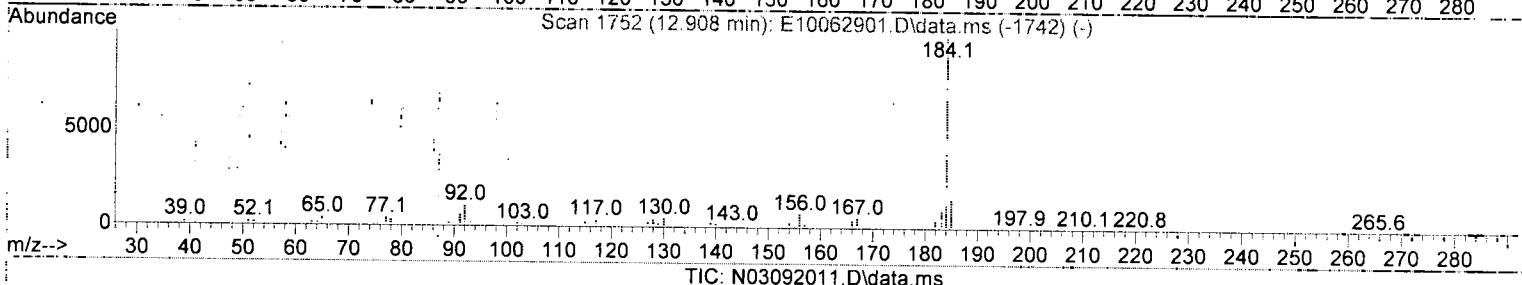 Abundance
Scan 1752 (12.908 min): E10062901.D\data.ms (-1742) (-)
184.1
5000
39.0 52.1 65.0 77.1 92.0 103.0 117.0 130.0 143.0 156.0 167.0 197.9 210.1 220.8 265.6
0
m/z--> 30 40 50 60 70 80 90 100 110 120 130 140 150 160 170 180 190 200 210 220 230 240 250 260 270 280
TIC: N03092011.D\data.ms